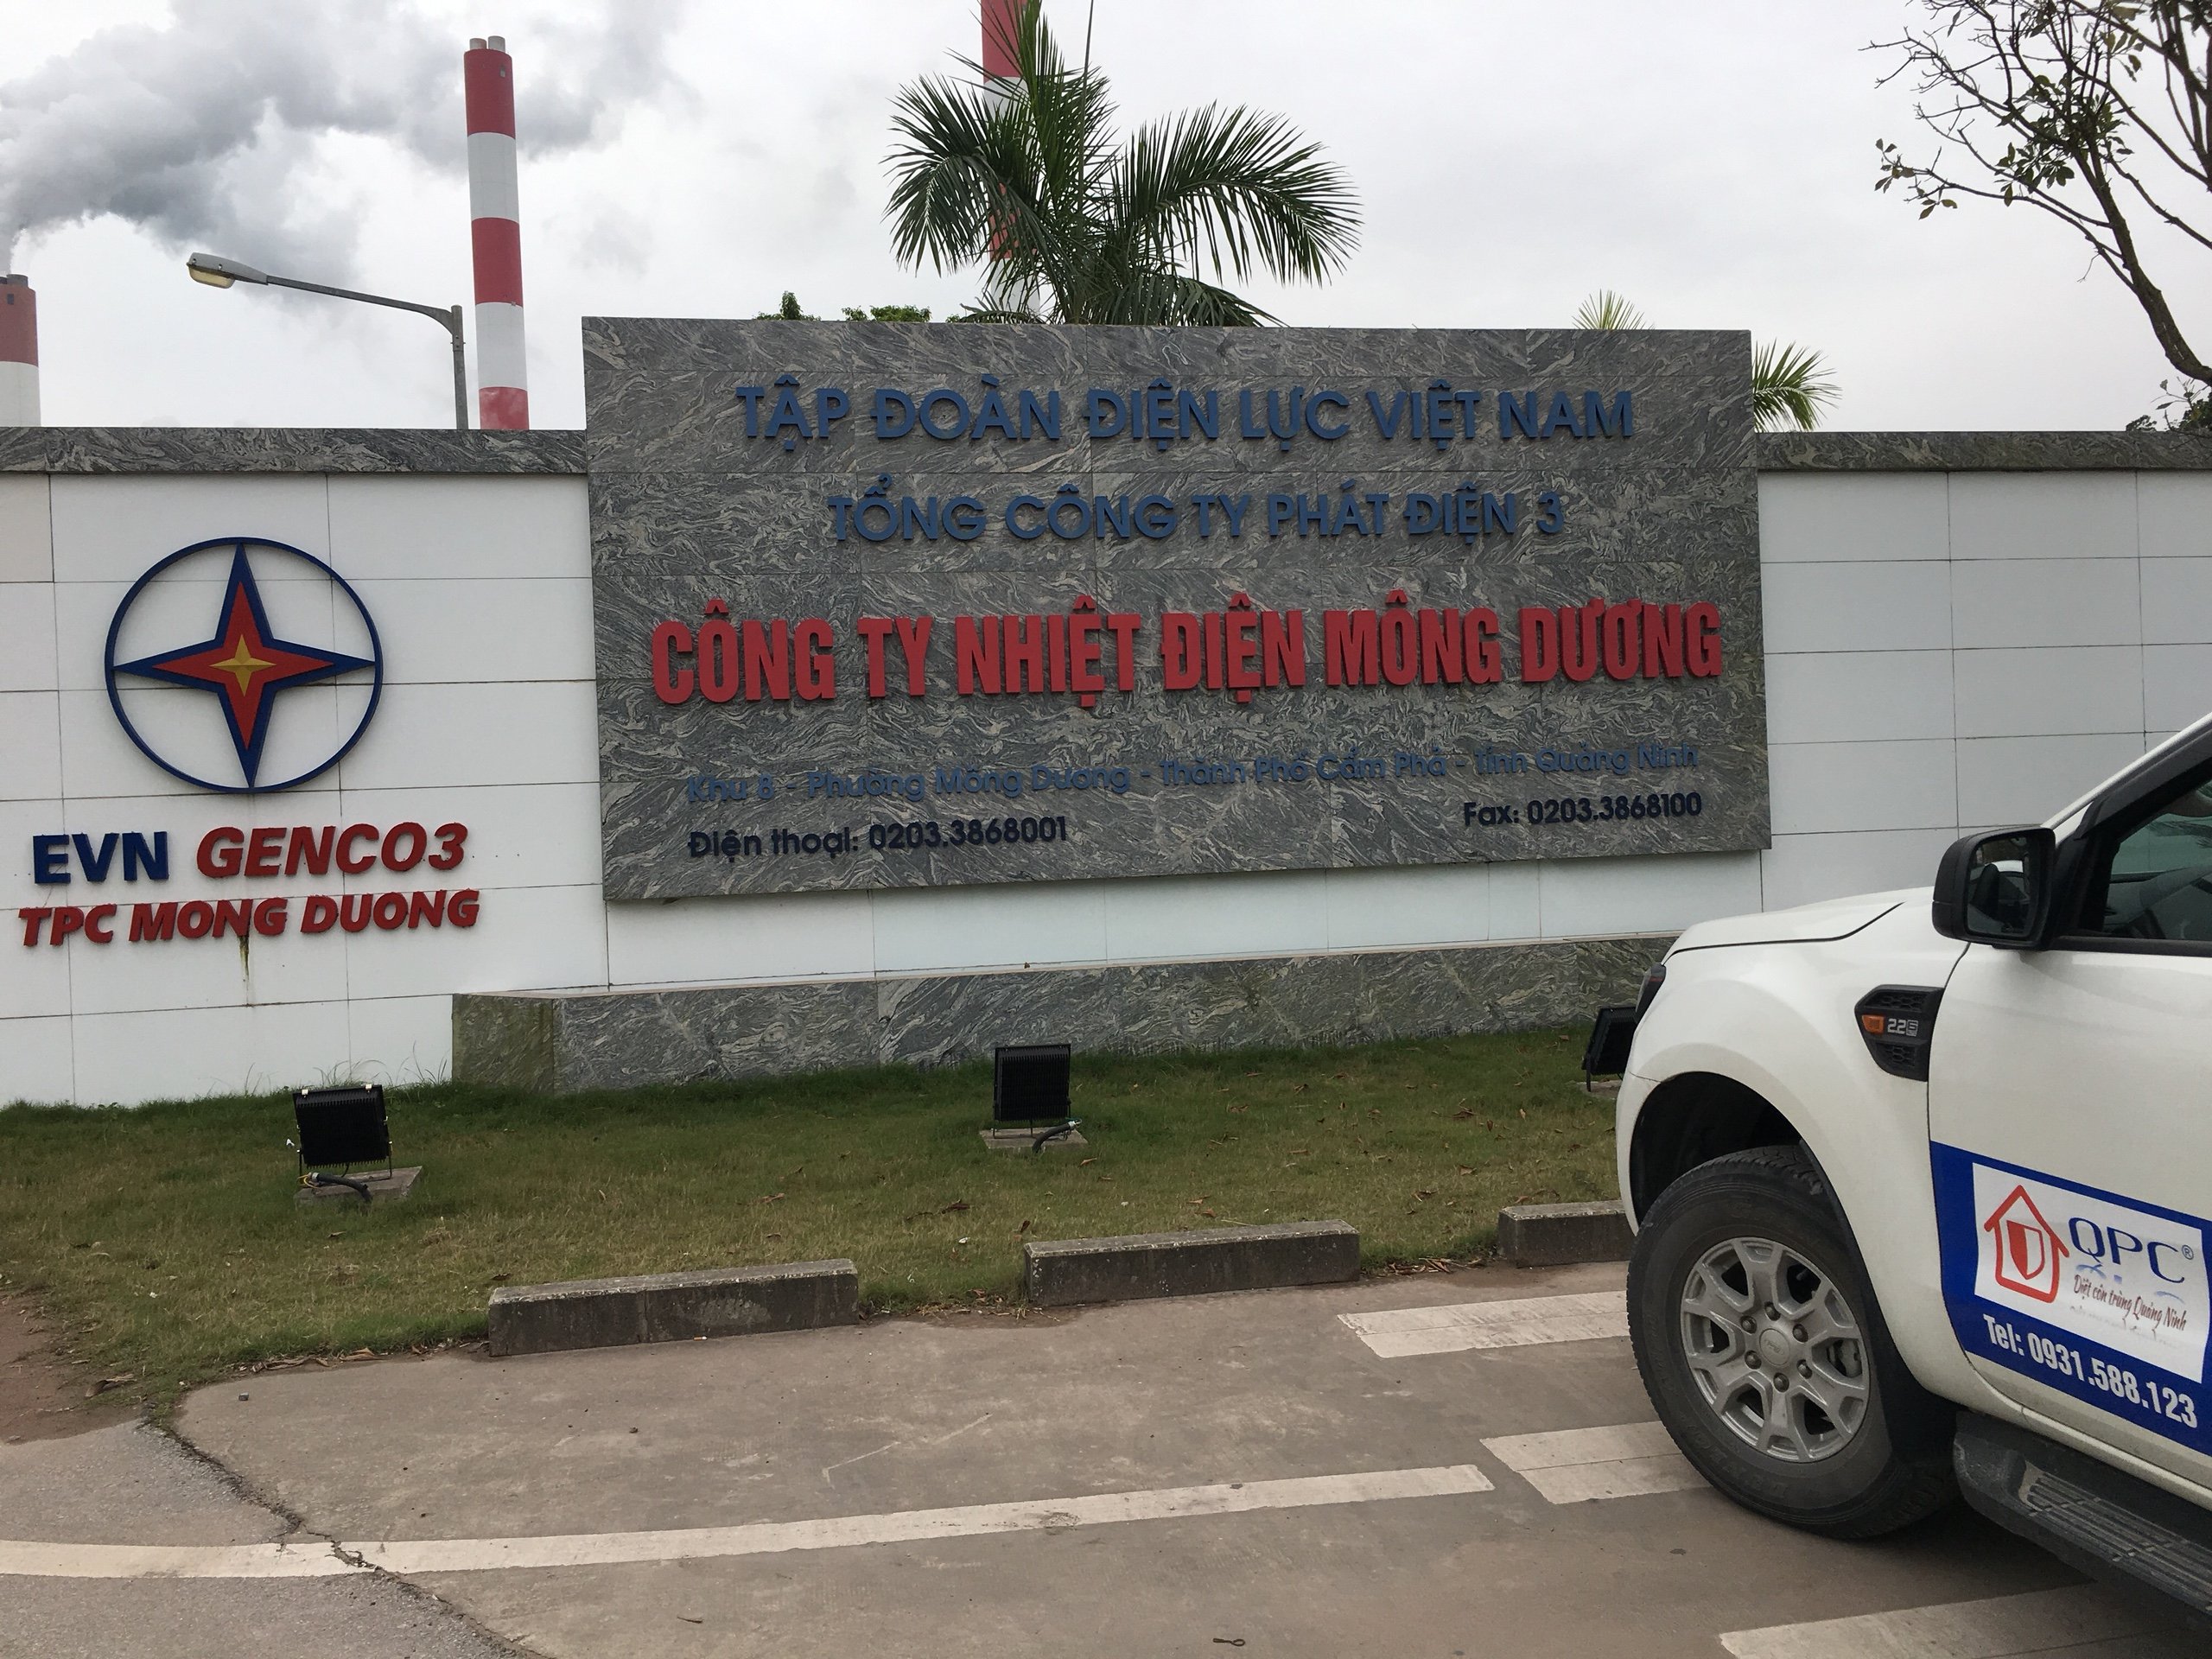 TẬP ĐOÀN ĐIỆN LỰC VIỆT NAM
TỔNG CÔNG TY PHÁT ĐIỆN 3
CÔNG TY NHIỆT ĐIỆN MÔNG DƯƠNG
Khu 8 - Phường Mông Dương - Thành Phố Cẩm Phả - Tỉnh Quảng Ninh
Điện thoại: 0203.3868001
Fax: 0203.3868100
EVN GENCO3
TPC MONG DUONG
2.2
QPC®
Diệt côn trùng Quảng Ninh
Tel: 0931.588.123